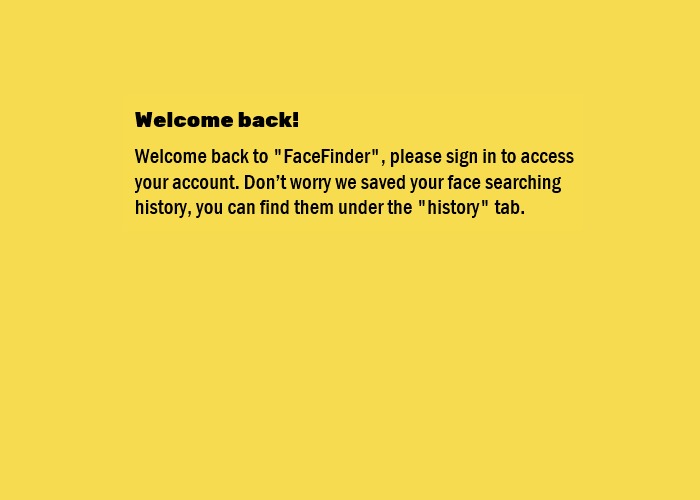 Welcome back!
Welcome back to "FaceFinder", please sign in to access
your account. Don’t worry we saved your face searching
history, you can find them under the "history" tab.